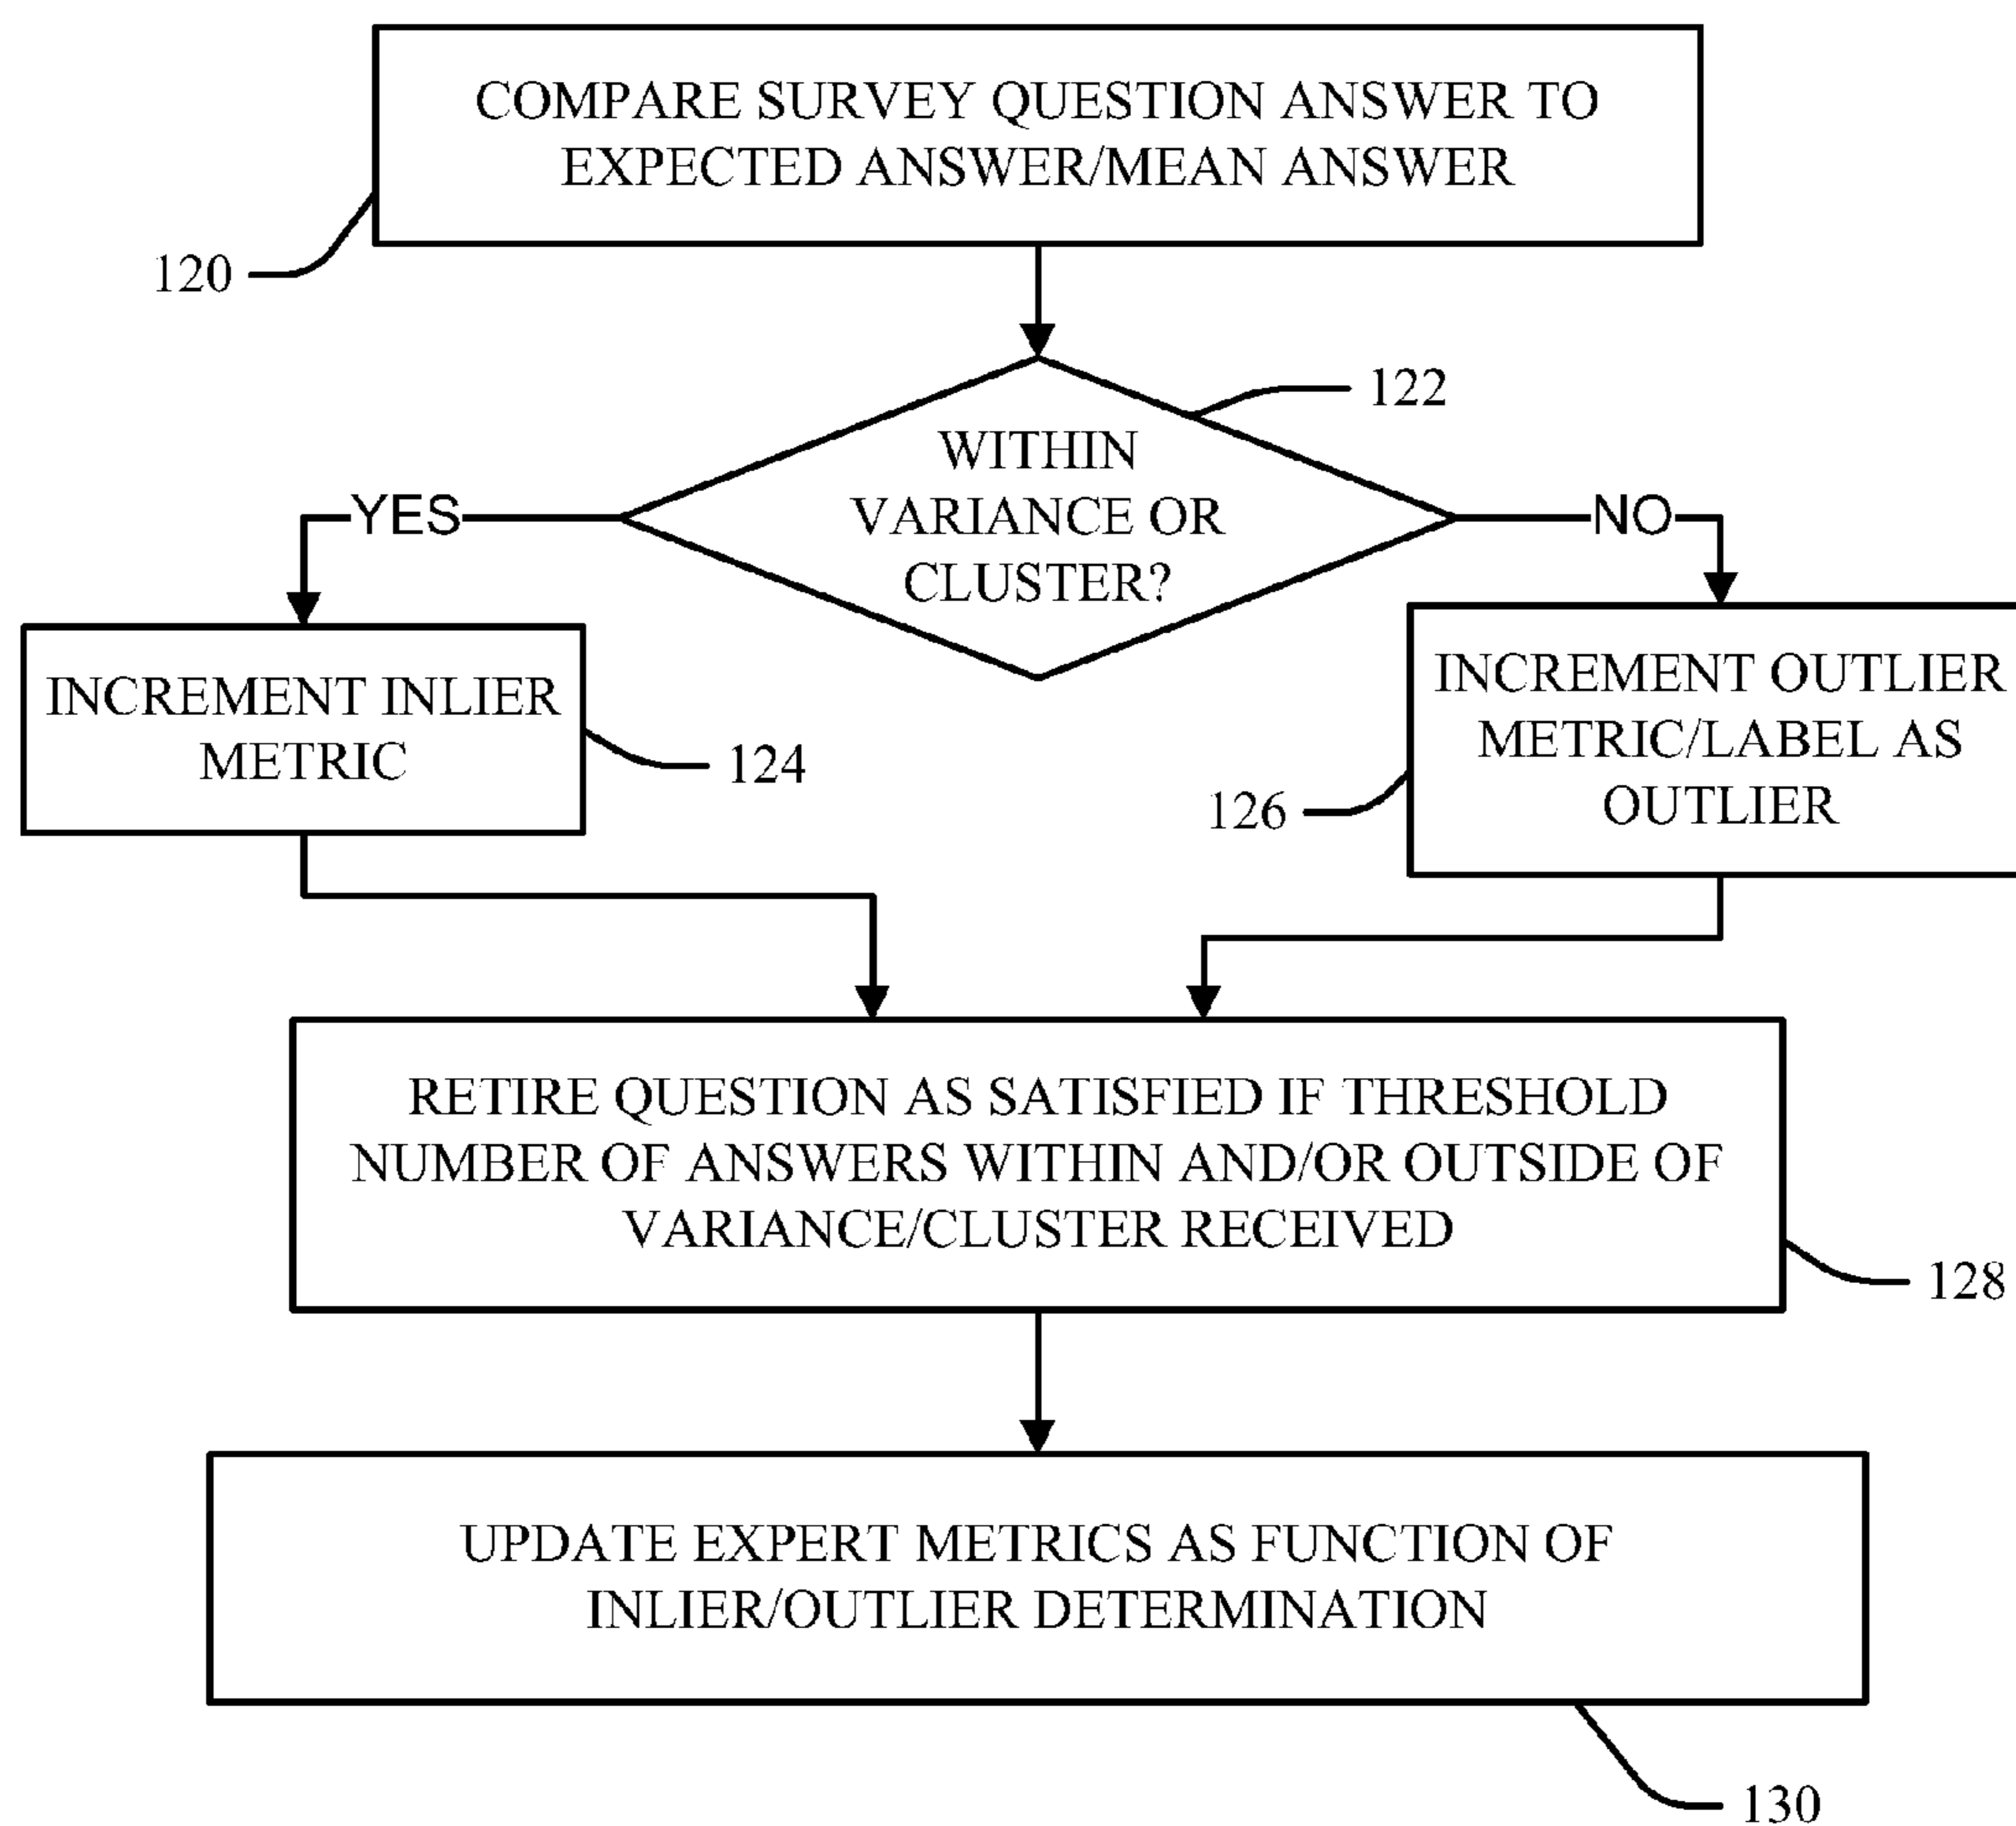 COMPARE SURVEY QUESTION ANSWER TO
EXPECTED ANSWER/MEAN ANSWER
120
122
WITHIN
VARIANCE OR
CLUSTER?
YES
NO
INCREMENT INLIER
METRIC
124
INCREMENT OUTLIER
METRIC/LABEL AS
OUTLIER
126
RETIRE QUESTION AS SATISFIED IF THRESHOLD
NUMBER OF ANSWERS WITHIN AND/OR OUTSIDE OF
VARIANCE/CLUSTER RECEIVED
128
UPDATE EXPERT METRICS AS FUNCTION OF
INLIER/OUTLIER DETERMINATION
130